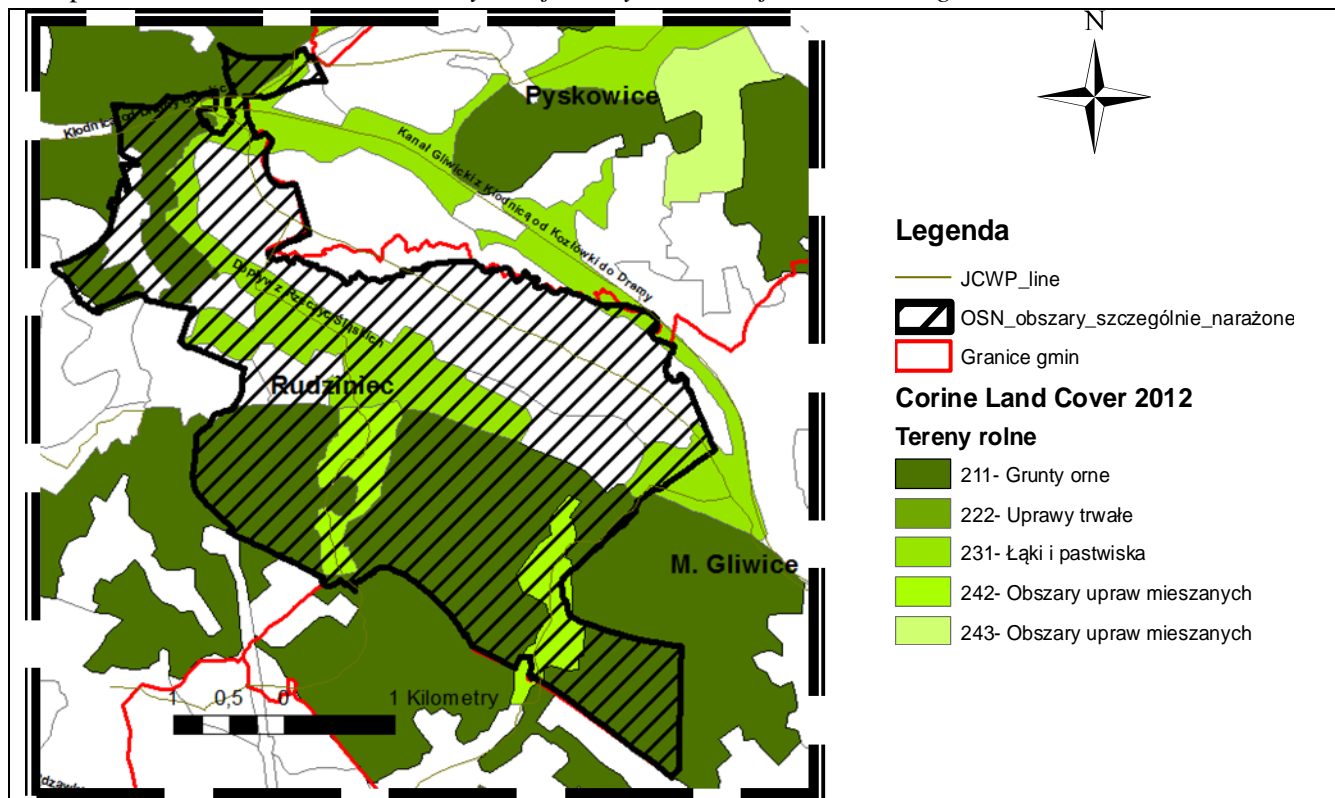 N
Pyskowice
Kanał Gliwicki z Kłodnicą od Kozłówki do Dramy
Dopływ z Rzeczyc Śląskich
Rudziniec
M. Gliwice
1 0,5 0 1 Kilometry
Legenda
JCWP_line
OSN_obszary_szczególnie_narażone
Granice gmin
Corine Land Cover 2012
Tereny rolne
211- Grunty orne
222- Uprawy trwałe
231- Łąki i pastwiska
242- Obszary upraw mieszanych
243- Obszary upraw mieszanych